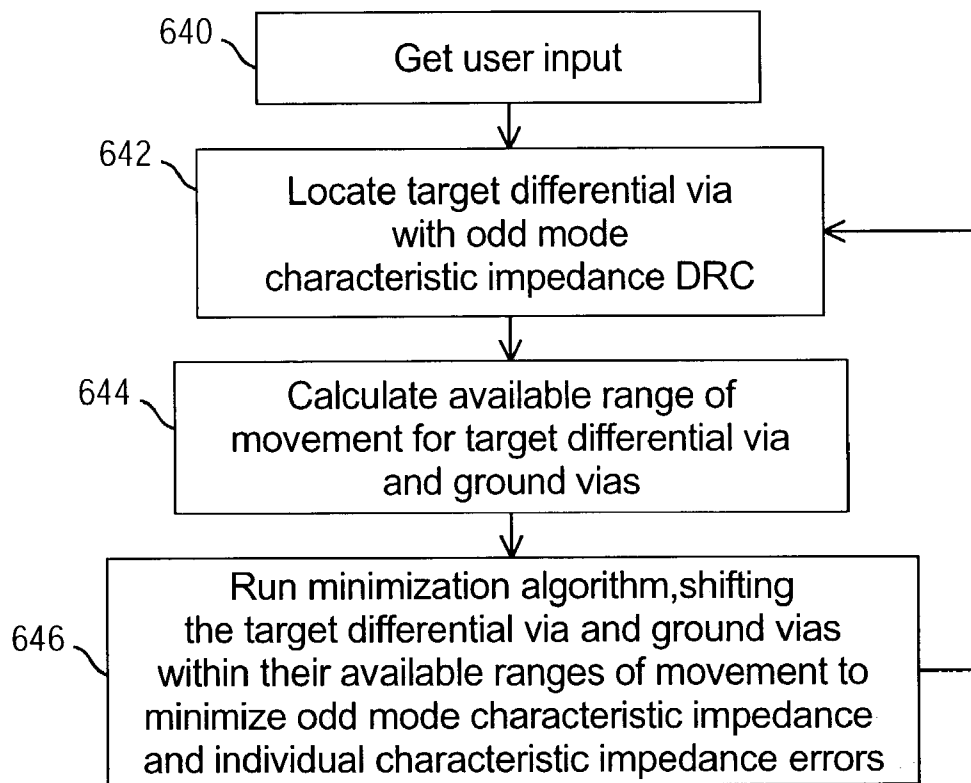 640
Get user input
642
Locate target differential via
with odd mode
characteristic impedance DRC
644
Calculate available range of
movement for target differential via
and ground vias
646
Run minimization algorithm,shifting
the target differential via and ground vias
within their available ranges of movement to
minimize odd mode characteristic impedance
and individual characteristic impedance errors